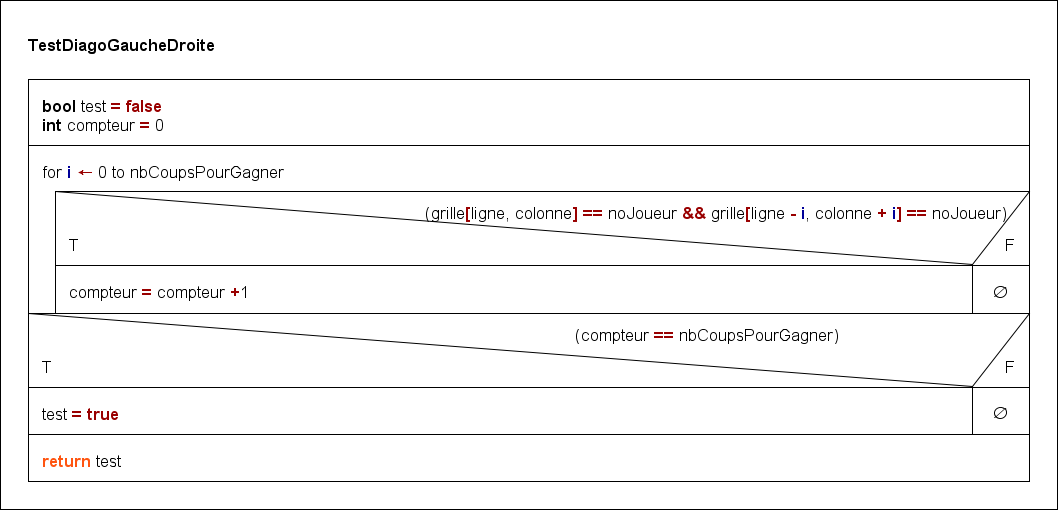 TestDiagoGaucheDroite
bool test = false
int compteur = 0
for i ← 0 to nbCoupsPourGagner
(grille[ligne, colonne] == noJoueur && grille[ligne - i, colonne + i] == noJoueur)
T F
compteur = compteur +1 ∅
(compteur == nbCoupsPourGagner)
T F
test = true ∅
return test